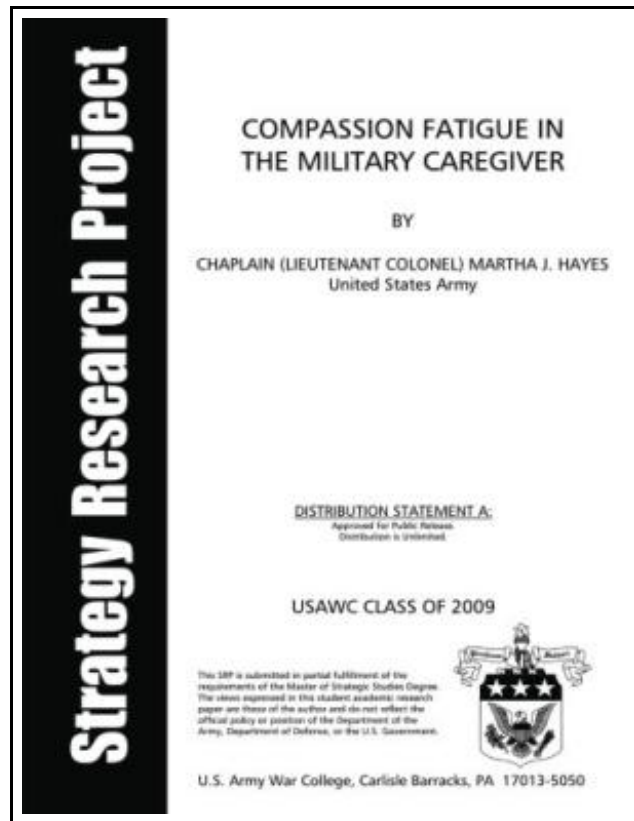 Strategy Research Project
COMPASSION FATIGUE IN
THE MILITARY CAREGIVER
BY
CHAPLAIN (LIEUTENANT COLONEL) MARTHA J. HAYES
United States Army
DISTRIBUTION STATEMENT A:
Approved for Public Release.
Distribution is Unlimited.
USAWC CLASS OF 2009
This SRP is submitted in partial fulfillment of the
requirements of the Master of Strategic Studies Degree.
The views expressed in this student academic research
paper are those of the author and do not reflect the
official policy or position of the Department of the
Army, Department of Defense, or the U.S. Government.
U.S. Army War College, Carlisle Barracks, PA 17013-5050